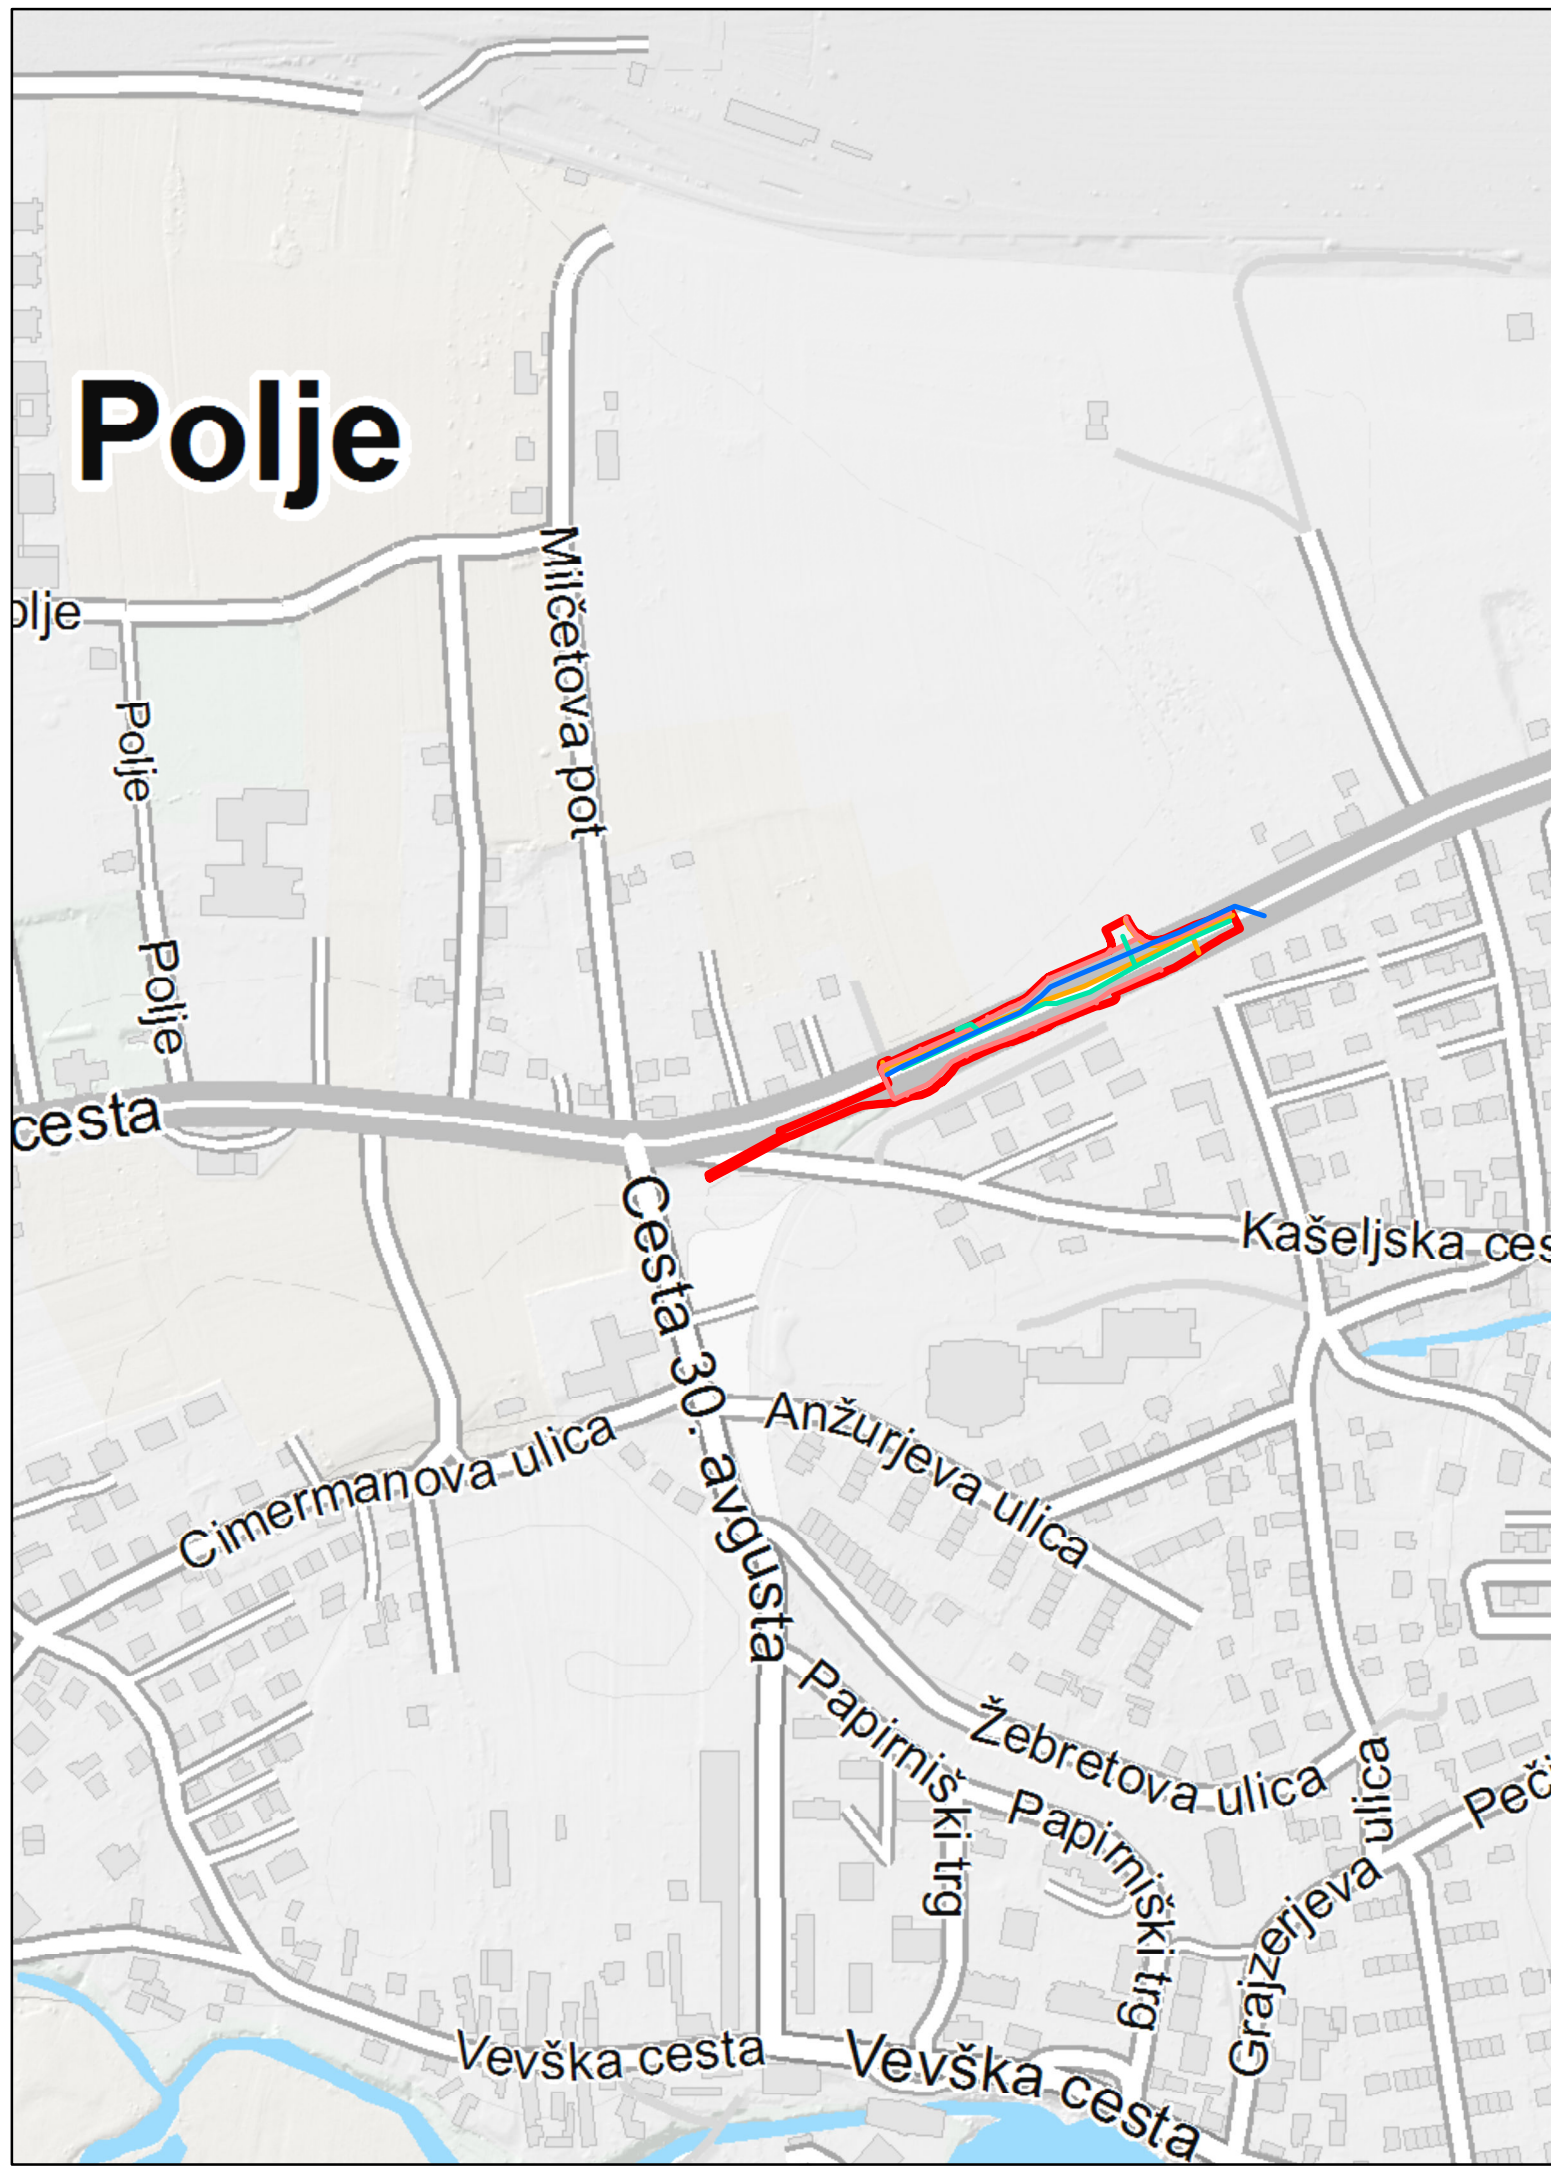 Polje
olje
Milčetova pot
Polje
Polje
cesta
Cesta 30. avgusta
Kašeljska ces
Anžurjeva ulica
Cimermanova ulica
Papirniški trg
Žebretova ulica
Papirniški trg
ulica
Peči
Grajzerjeva
Vevška cesta
Vevška cesta